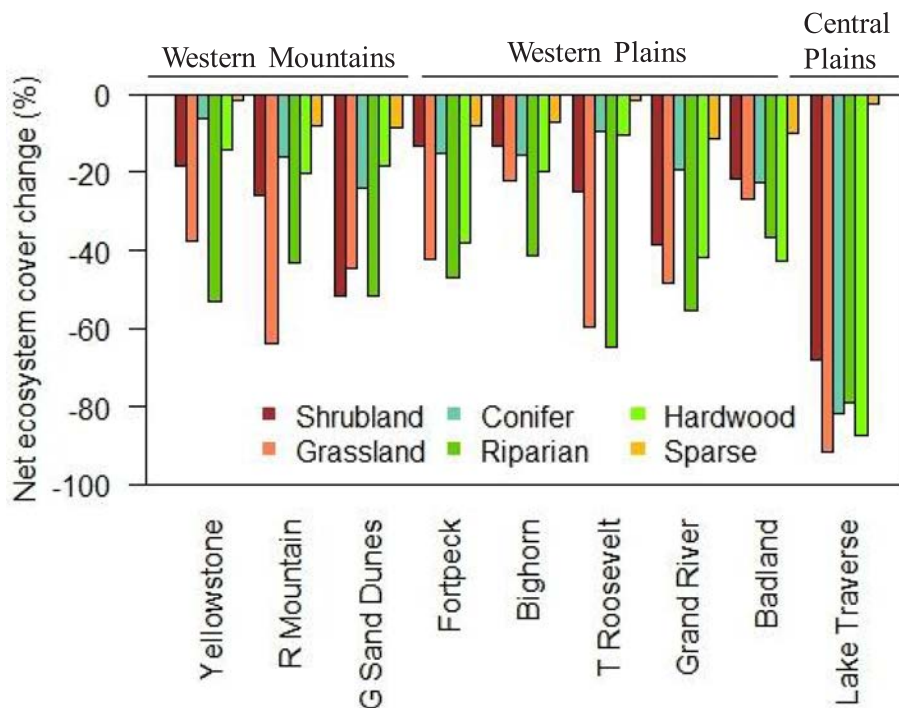 Western Mountains
Western Plains
Central
Plains
Net ecosystem cover change (%)
0
-20
-40
-60
-80
-100
Shrubland
Conifer
Hardwood
Grassland
Riparian
Sparse
Yellowstone
R Mountain
G Sand Dunes
Fortpeck
Bighorn
T Roosevelt
Grand River
Badland
Lake Traverse